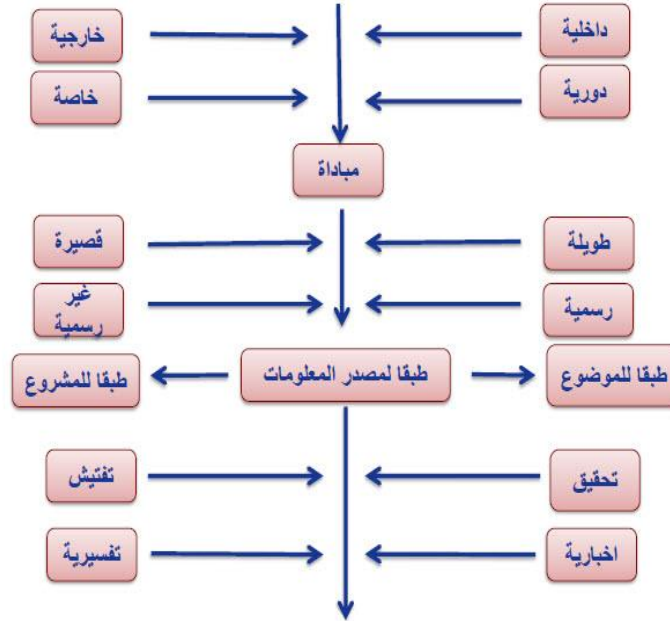 داخلية
خارجية
دورية
خاصة
مباداة
طويلة
قصيرة
رسمية
غير
رسمية
طبقا للموضوع
طبقا لمصدر المعلومات
طبقا للمشروع
تحقيق
تفتيش
اخبارية
تفسيرية